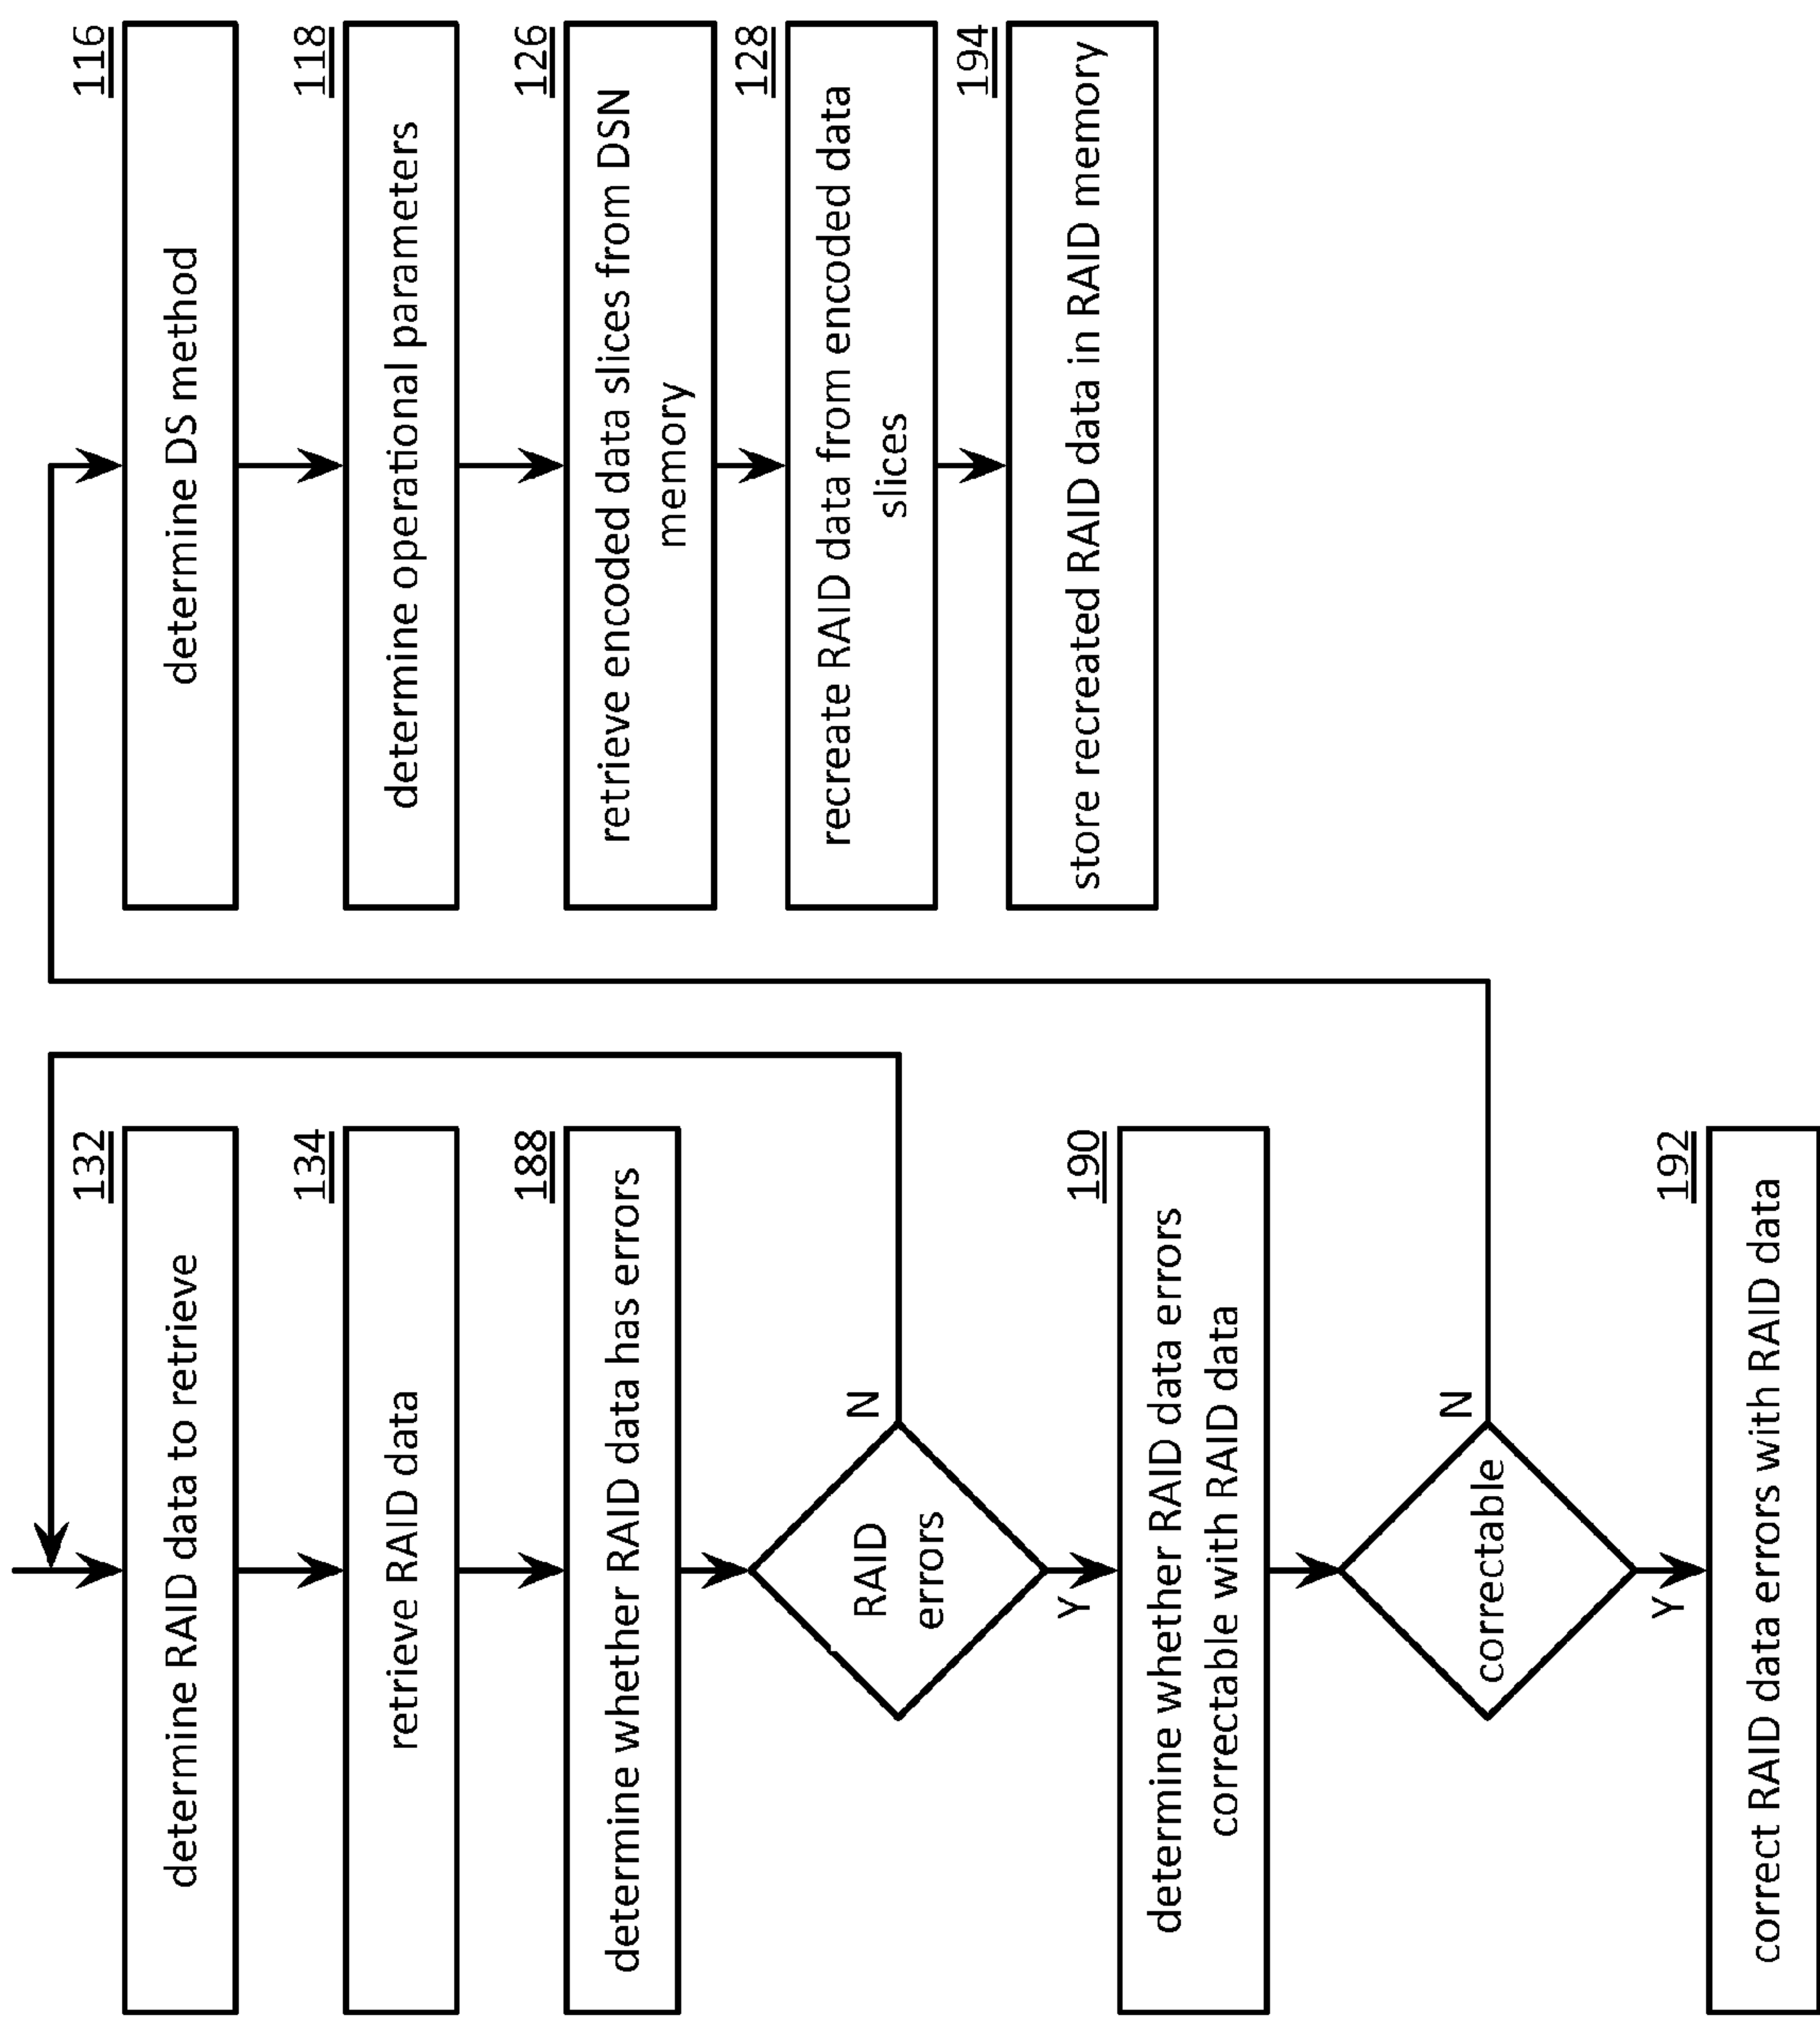 132
determine RAID data to retrieve
134
retrieve RAID data
188
determine whether RAID data has errors
RAID
errors
N
Y
190
determine whether RAID data errors
correctable with RAID data
correctable
N
Y
192
correct RAID data errors with RAID data
116
determine DS method
118
determine operational parameters
126
retrieve encoded data slices from DSN
memory
128
recreate RAID data from encoded data
slices
194
store recreated RAID data in RAID memory